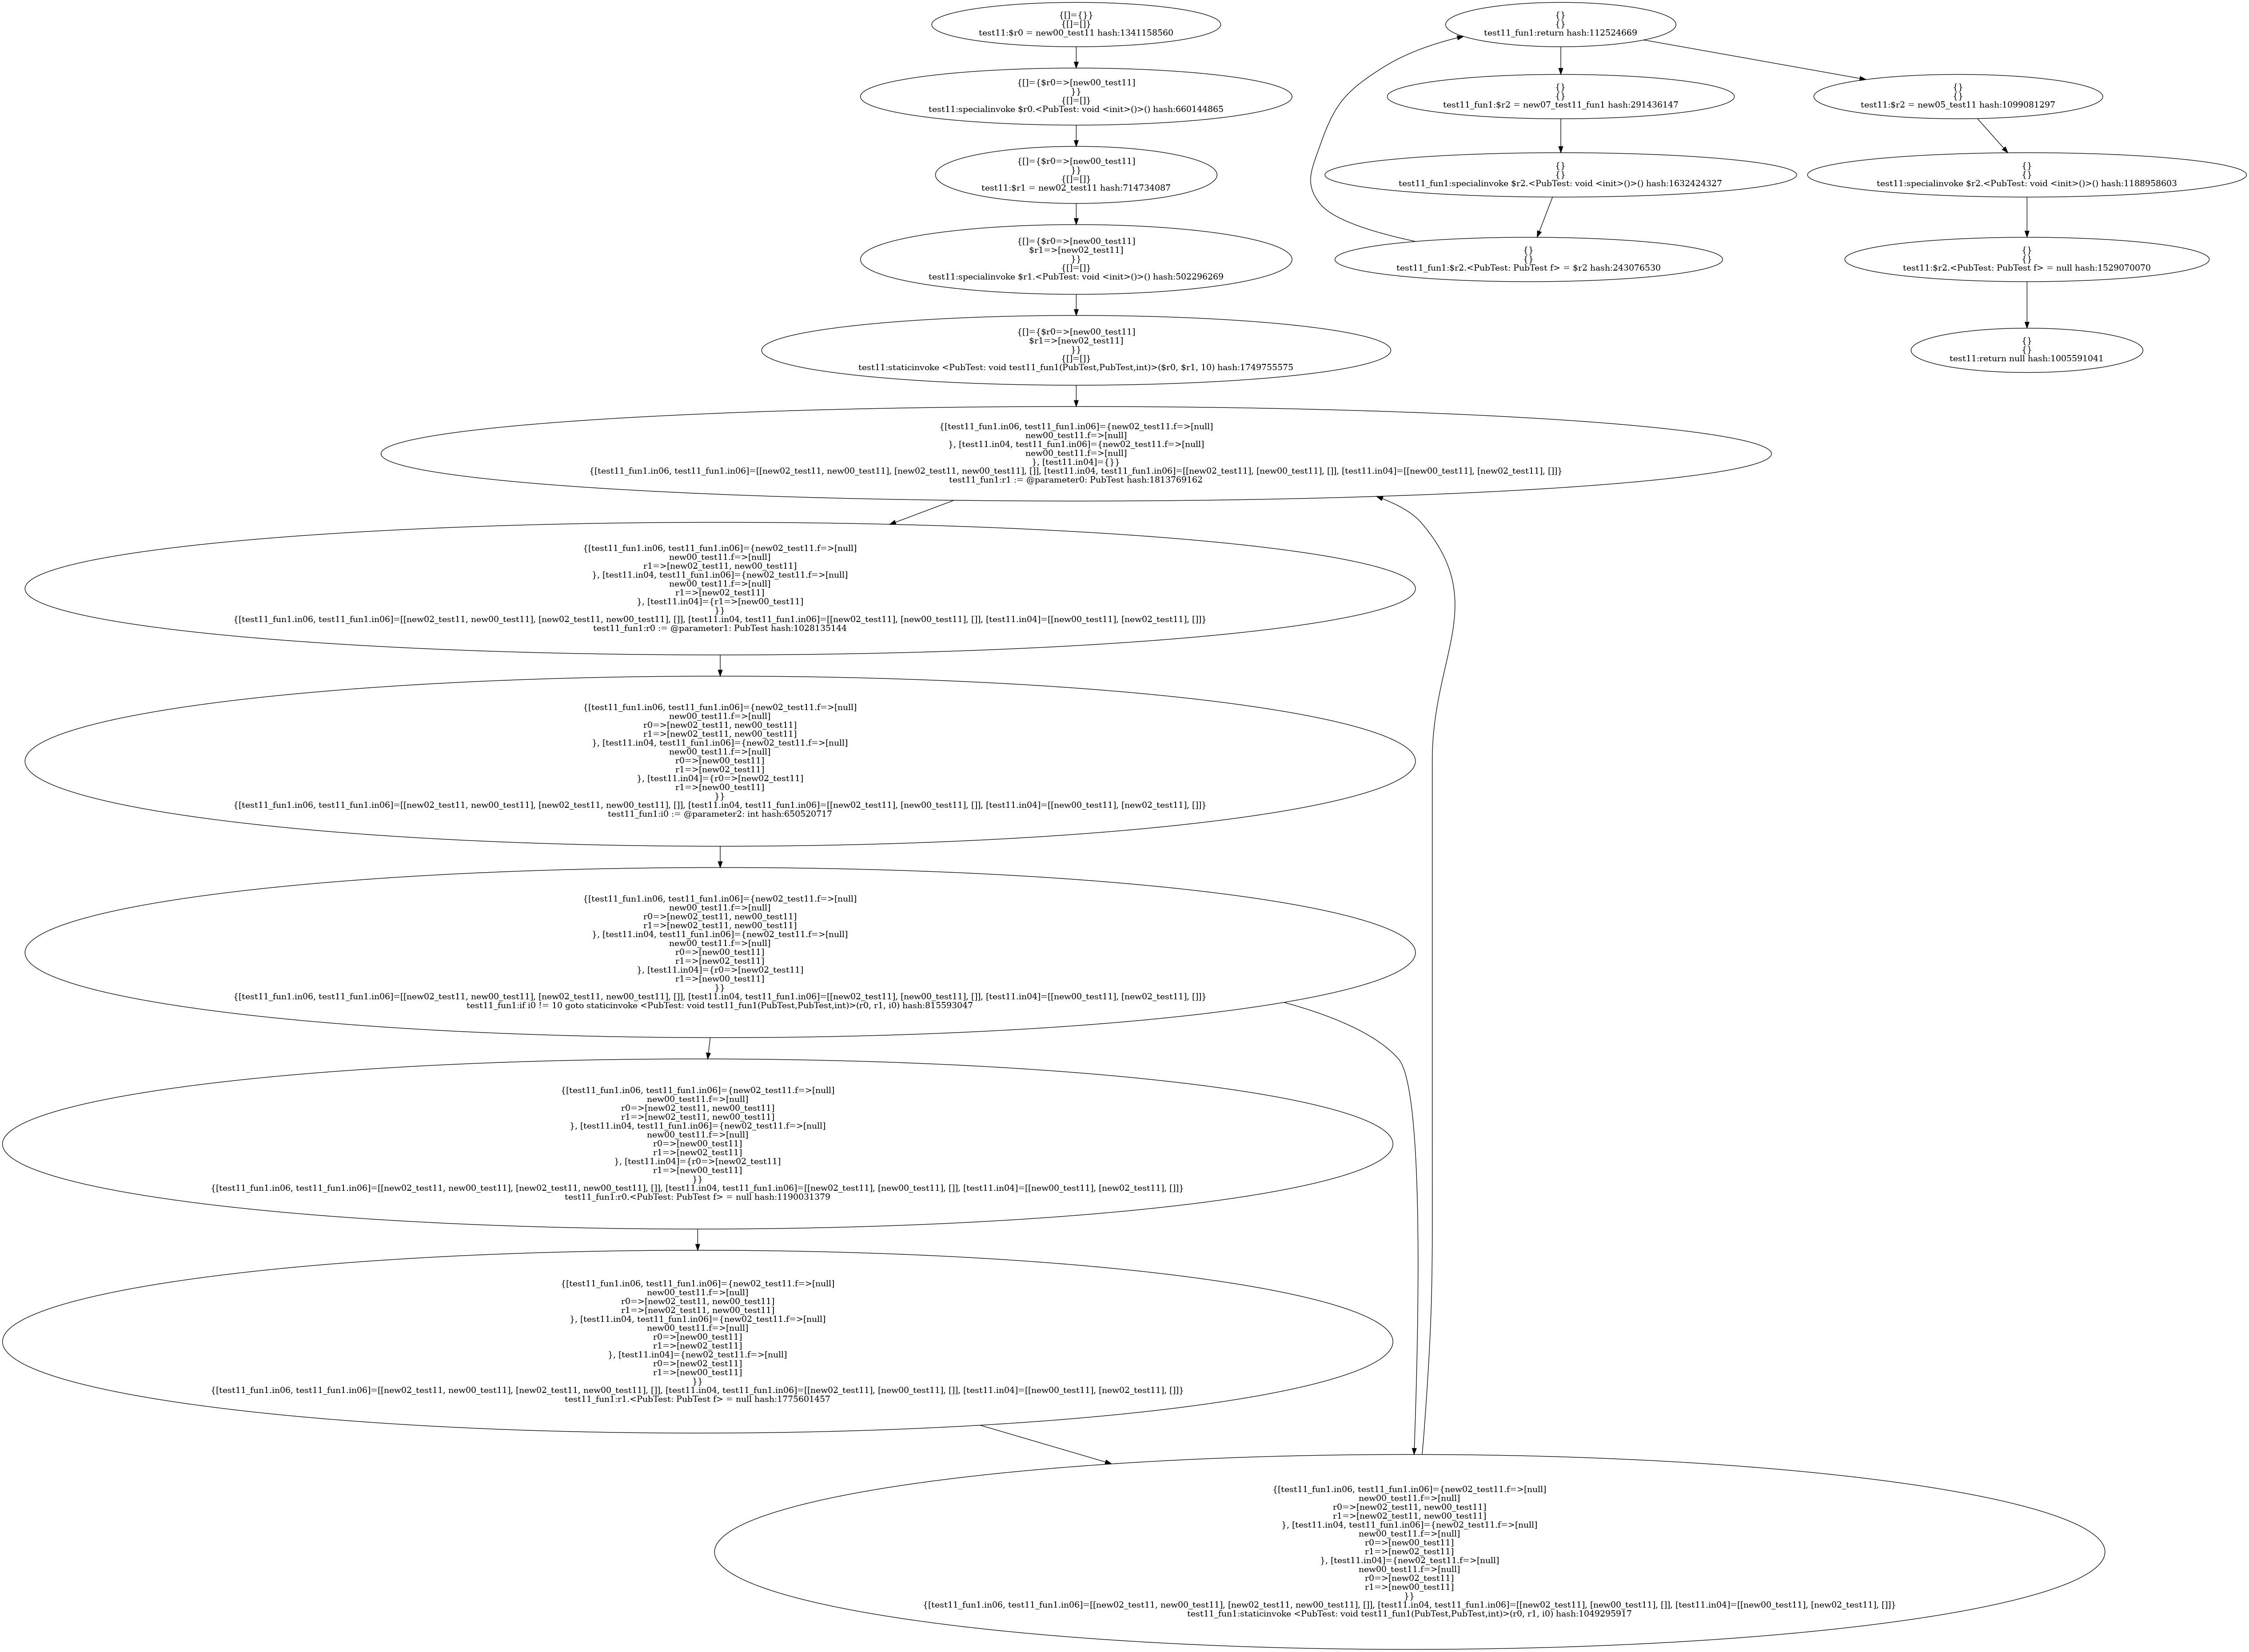 {[]={}}
{[]=[]}
test11:$r0 = new00_test11 hash:1341158560
{[]={$r0=>[new00_test11]
}}
{[]=[]}
test11:specialinvoke $r0.<PubTest: void <init>()>() hash:660144865
{[]={$r0=>[new00_test11]
}}
{[]=[]}
test11:$r1 = new02_test11 hash:714734087
{[]={$r0=>[new00_test11]
$r1=>[new02_test11]
}}
{[]=[]}
test11:specialinvoke $r1.<PubTest: void <init>()>() hash:502296269
{[]={$r0=>[new00_test11]
$r1=>[new02_test11]
}}
{[]=[]}
test11:staticinvoke <PubTest: void test11_fun1(PubTest,PubTest,int)>($r0, $r1, 10) hash:1749755575
{}
{}
test11_fun1:return hash:112524669
{}
{}
test11_fun1:$r2 = new07_test11_fun1 hash:291436147
{}
{}
test11_fun1:specialinvoke $r2.<PubTest: void <init>()>() hash:1632424327
{}
{}
test11_fun1:$r2.<PubTest: PubTest f> = $r2 hash:243076530
{}
{}
test11:$r2 = new05_test11 hash:1099081297
{}
{}
test11:specialinvoke $r2.<PubTest: void <init>()>() hash:1188958603
{}
{}
test11:$r2.<PubTest: PubTest f> = null hash:1529070070
{}
{}
test11:return null hash:1005591041
{[test11_fun1.in06, test11_fun1.in06]={new02_test11.f=>[null]
new00_test11.f=>[null]
}, [test11.in04, test11_fun1.in06]={new02_test11.f=>[null]
new00_test11.f=>[null]
}, [test11.in04]={}}
{[test11_fun1.in06, test11_fun1.in06]=[[new02_test11, new00_test11], [new02_test11, new00_test11], []], [test11.in04, test11_fun1.in06]=[[new02_test11], [new00_test11], []], [test11.in04]=[[new00_test11], [new02_test11], []]}
test11_fun1:r1 := @parameter0: PubTest hash:1813769162
{[test11_fun1.in06, test11_fun1.in06]={new02_test11.f=>[null]
new00_test11.f=>[null]
r1=>[new02_test11, new00_test11]
}, [test11.in04, test11_fun1.in06]={new02_test11.f=>[null]
new00_test11.f=>[null]
r1=>[new02_test11]
}, [test11.in04]={r1=>[new00_test11]
}}
{[test11_fun1.in06, test11_fun1.in06]=[[new02_test11, new00_test11], [new02_test11, new00_test11], []], [test11.in04, test11_fun1.in06]=[[new02_test11], [new00_test11], []], [test11.in04]=[[new00_test11], [new02_test11], []]}
test11_fun1:r0 := @parameter1: PubTest hash:1028135144
{[test11_fun1.in06, test11_fun1.in06]={new02_test11.f=>[null]
new00_test11.f=>[null]
r0=>[new02_test11, new00_test11]
r1=>[new02_test11, new00_test11]
}, [test11.in04, test11_fun1.in06]={new02_test11.f=>[null]
new00_test11.f=>[null]
r0=>[new00_test11]
r1=>[new02_test11]
}, [test11.in04]={r0=>[new02_test11]
r1=>[new00_test11]
}}
{[test11_fun1.in06, test11_fun1.in06]=[[new02_test11, new00_test11], [new02_test11, new00_test11], []], [test11.in04, test11_fun1.in06]=[[new02_test11], [new00_test11], []], [test11.in04]=[[new00_test11], [new02_test11], []]}
test11_fun1:i0 := @parameter2: int hash:650520717
{[test11_fun1.in06, test11_fun1.in06]={new02_test11.f=>[null]
new00_test11.f=>[null]
r0=>[new02_test11, new00_test11]
r1=>[new02_test11, new00_test11]
}, [test11.in04, test11_fun1.in06]={new02_test11.f=>[null]
new00_test11.f=>[null]
r0=>[new00_test11]
r1=>[new02_test11]
}, [test11.in04]={r0=>[new02_test11]
r1=>[new00_test11]
}}
{[test11_fun1.in06, test11_fun1.in06]=[[new02_test11, new00_test11], [new02_test11, new00_test11], []], [test11.in04, test11_fun1.in06]=[[new02_test11], [new00_test11], []], [test11.in04]=[[new00_test11], [new02_test11], []]}
test11_fun1:if i0 != 10 goto staticinvoke <PubTest: void test11_fun1(PubTest,PubTest,int)>(r0, r1, i0) hash:815593047
{[test11_fun1.in06, test11_fun1.in06]={new02_test11.f=>[null]
new00_test11.f=>[null]
r0=>[new02_test11, new00_test11]
r1=>[new02_test11, new00_test11]
}, [test11.in04, test11_fun1.in06]={new02_test11.f=>[null]
new00_test11.f=>[null]
r0=>[new00_test11]
r1=>[new02_test11]
}, [test11.in04]={r0=>[new02_test11]
r1=>[new00_test11]
}}
{[test11_fun1.in06, test11_fun1.in06]=[[new02_test11, new00_test11], [new02_test11, new00_test11], []], [test11.in04, test11_fun1.in06]=[[new02_test11], [new00_test11], []], [test11.in04]=[[new00_test11], [new02_test11], []]}
test11_fun1:r0.<PubTest: PubTest f> = null hash:1190031379
{[test11_fun1.in06, test11_fun1.in06]={new02_test11.f=>[null]
new00_test11.f=>[null]
r0=>[new02_test11, new00_test11]
r1=>[new02_test11, new00_test11]
}, [test11.in04, test11_fun1.in06]={new02_test11.f=>[null]
new00_test11.f=>[null]
r0=>[new00_test11]
r1=>[new02_test11]
}, [test11.in04]={new02_test11.f=>[null]
r0=>[new02_test11]
r1=>[new00_test11]
}}
{[test11_fun1.in06, test11_fun1.in06]=[[new02_test11, new00_test11], [new02_test11, new00_test11], []], [test11.in04, test11_fun1.in06]=[[new02_test11], [new00_test11], []], [test11.in04]=[[new00_test11], [new02_test11], []]}
test11_fun1:r1.<PubTest: PubTest f> = null hash:1775601457
{[test11_fun1.in06, test11_fun1.in06]={new02_test11.f=>[null]
new00_test11.f=>[null]
r0=>[new02_test11, new00_test11]
r1=>[new02_test11, new00_test11]
}, [test11.in04, test11_fun1.in06]={new02_test11.f=>[null]
new00_test11.f=>[null]
r0=>[new00_test11]
r1=>[new02_test11]
}, [test11.in04]={new02_test11.f=>[null]
new00_test11.f=>[null]
r0=>[new02_test11]
r1=>[new00_test11]
}}
{[test11_fun1.in06, test11_fun1.in06]=[[new02_test11, new00_test11], [new02_test11, new00_test11], []], [test11.in04, test11_fun1.in06]=[[new02_test11], [new00_test11], []], [test11.in04]=[[new00_test11], [new02_test11], []]}
test11_fun1:staticinvoke <PubTest: void test11_fun1(PubTest,PubTest,int)>(r0, r1, i0) hash:1049295917